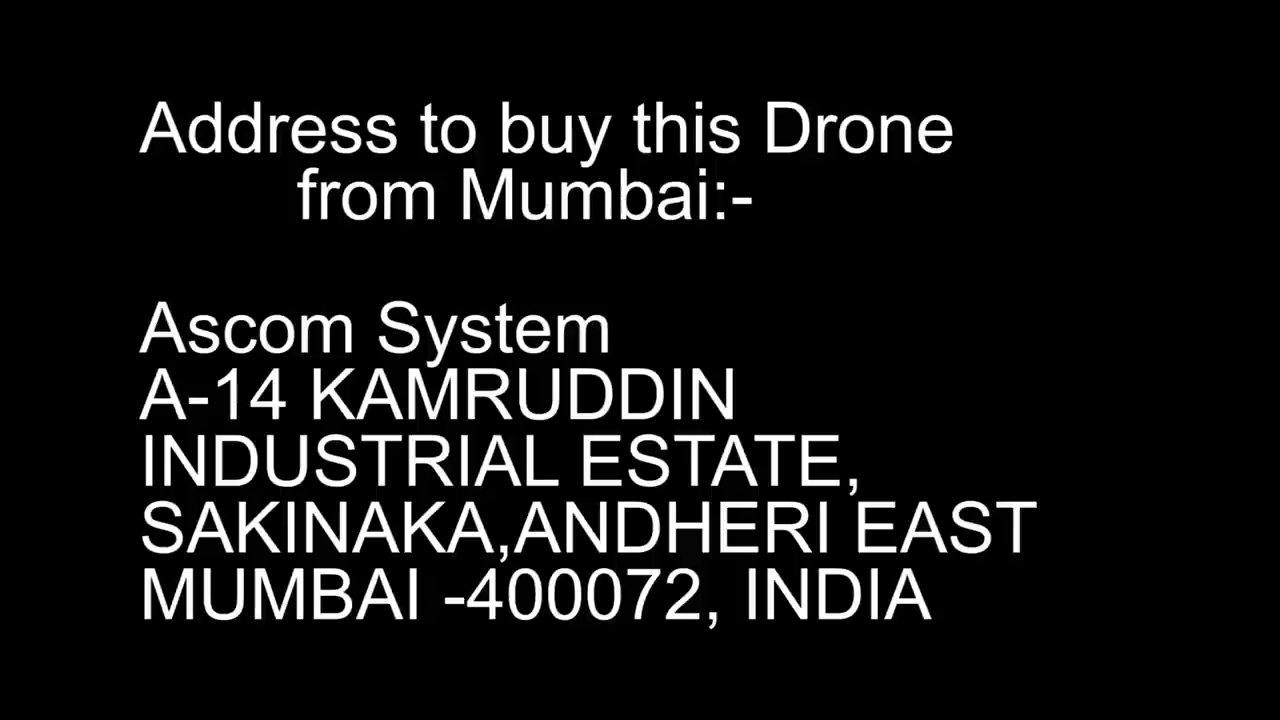 Address to buy this Drone
from Mumbai:-
Ascom System
A-14 KAMRUDDIN
INDUSTRIAL ESTATE,
SAKINAKA,ANDHERI EAST
MUMBAI -400072, INDIA